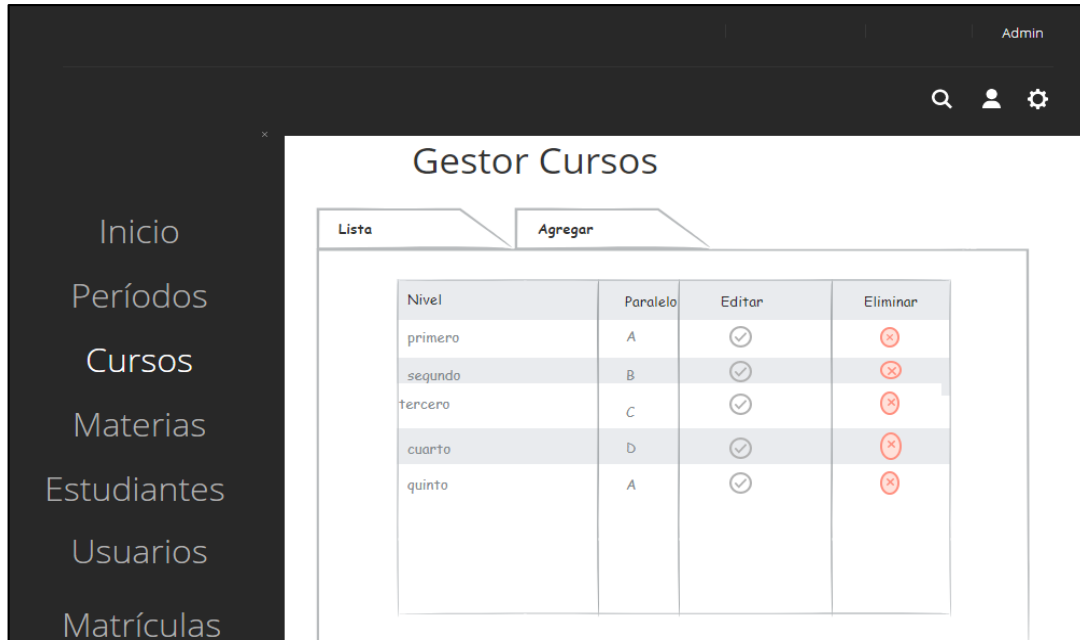 Admin
×
Gestor Cursos
Inicio
Períodos
Cursos
Materias
Estudiantes
Usuarios
Matrículas
Lista Agregar
Nivel Paralelo Editar Eliminar
primero A
segundo B
tercero C
cuarto D
quinto A